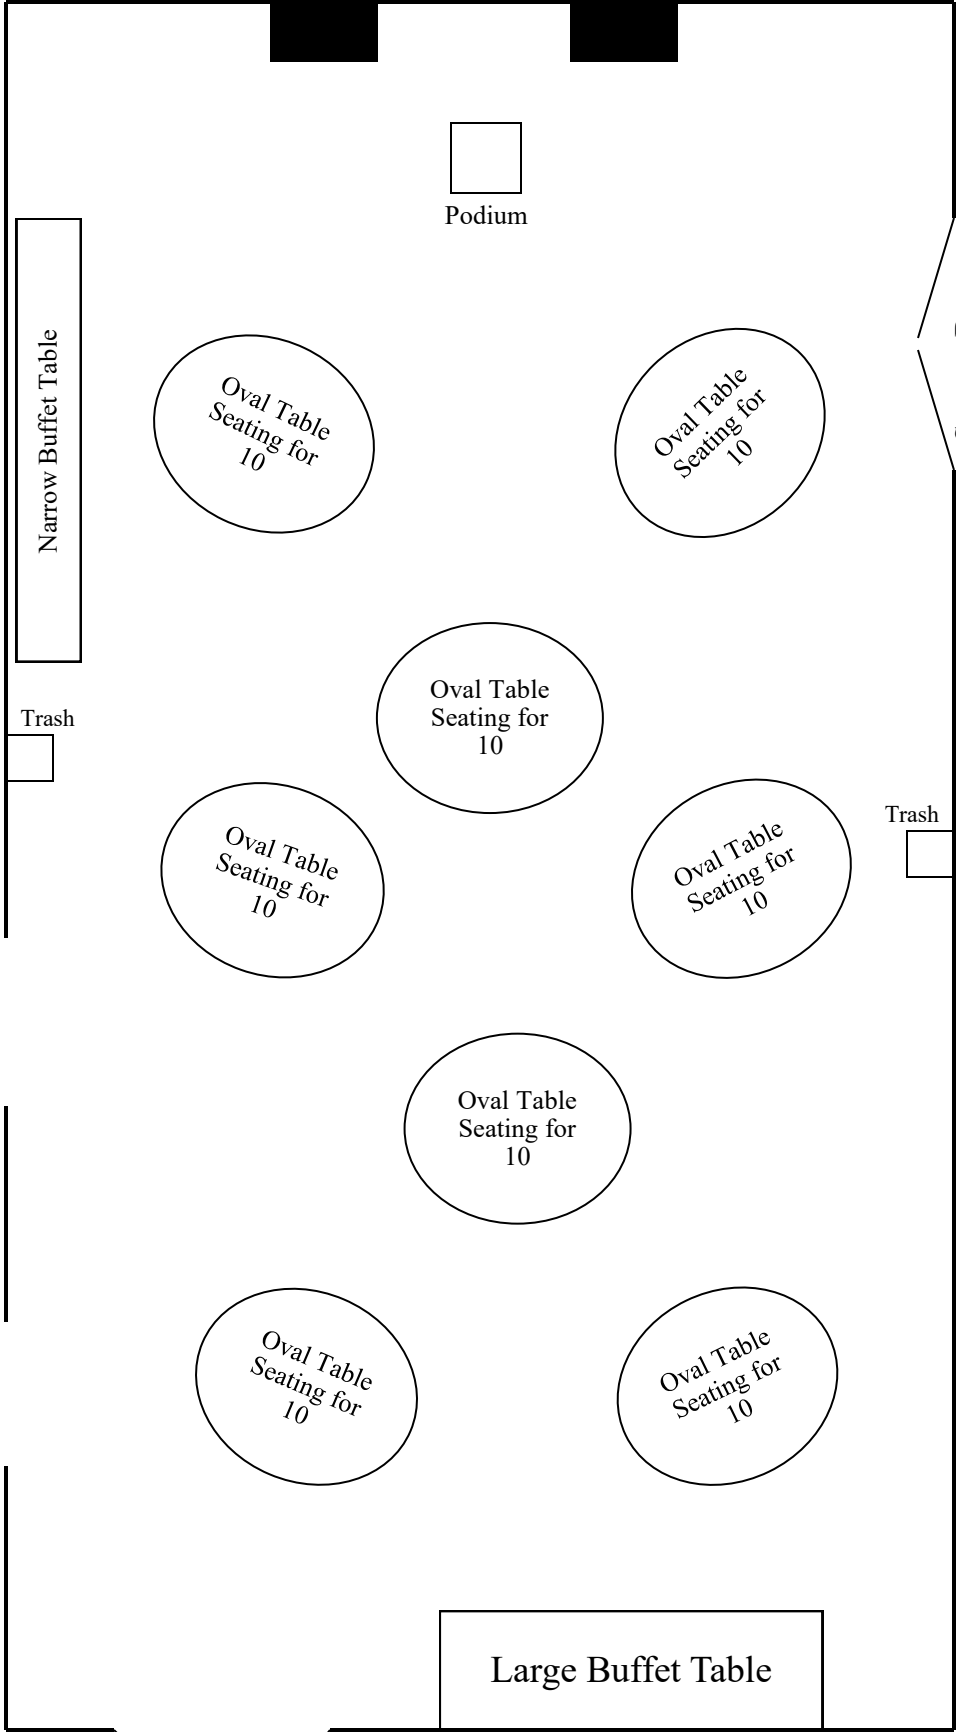 Podium
Narrow Buffet Table
Oval Table
Seating for
10
Oval Table
Seating for
10
Oval Table
Seating for
10
Trash
Oval Table
Seating for
10
Oval Table
Seating for
10
Trash
Oval Table
Seating for
10
Oval Table
Seating for
10
Oval Table
Seating for
10
Large Buffet Table